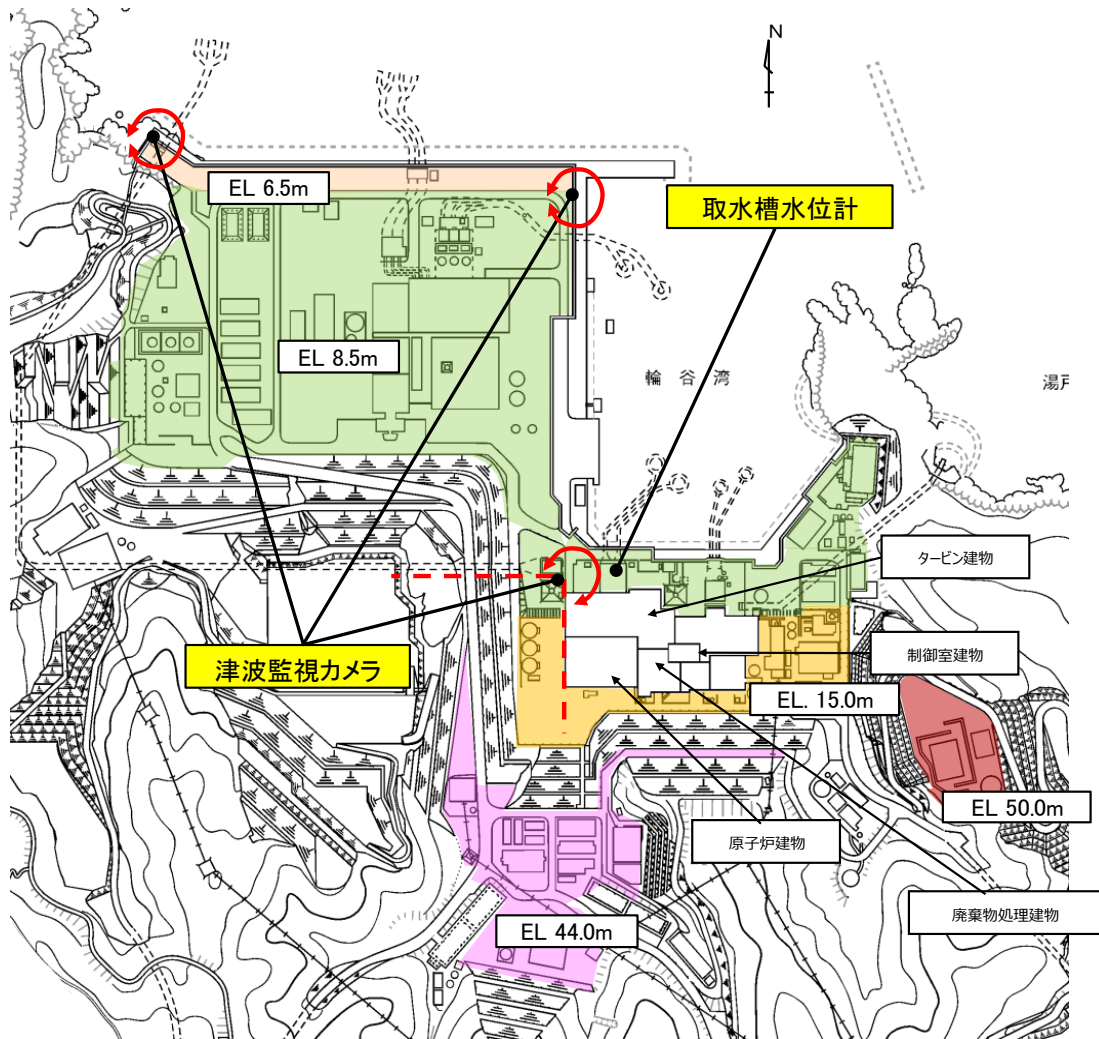 N
EL 6.5m
取水槽水位計
EL 8.5m
輪谷湾
湯戸
タービン建物
制御室建物
津波監視カメラ
EL. 15.0m
EL 50.0m
原子炉建物
廃棄物処理建物
EL 44.0m